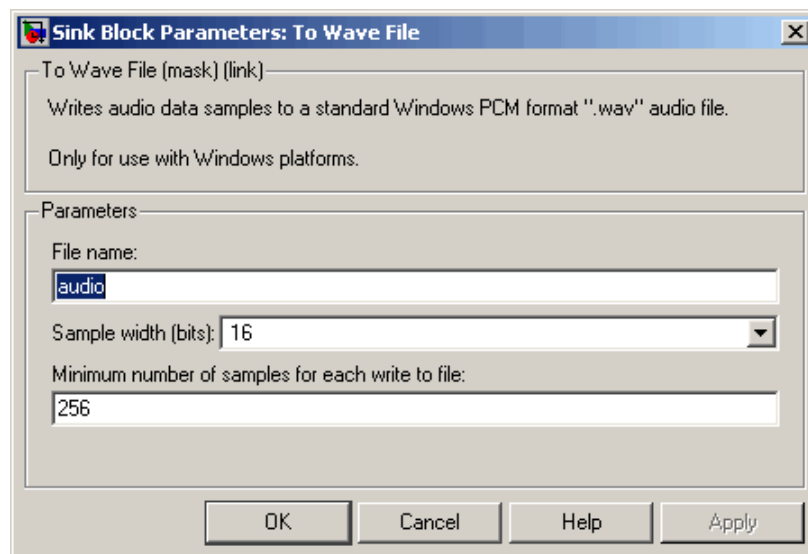 Sink Block Parameters: To Wave File
To Wave File (mask) (link)
Writes audio data samples to a standard Windows PCM format ".wav" audio file.
Only for use with Windows platforms.
Parameters
File name:
audio
Sample width (bits): 16
Minimum number of samples for each write to file:
256
OK Cancel Help Apply